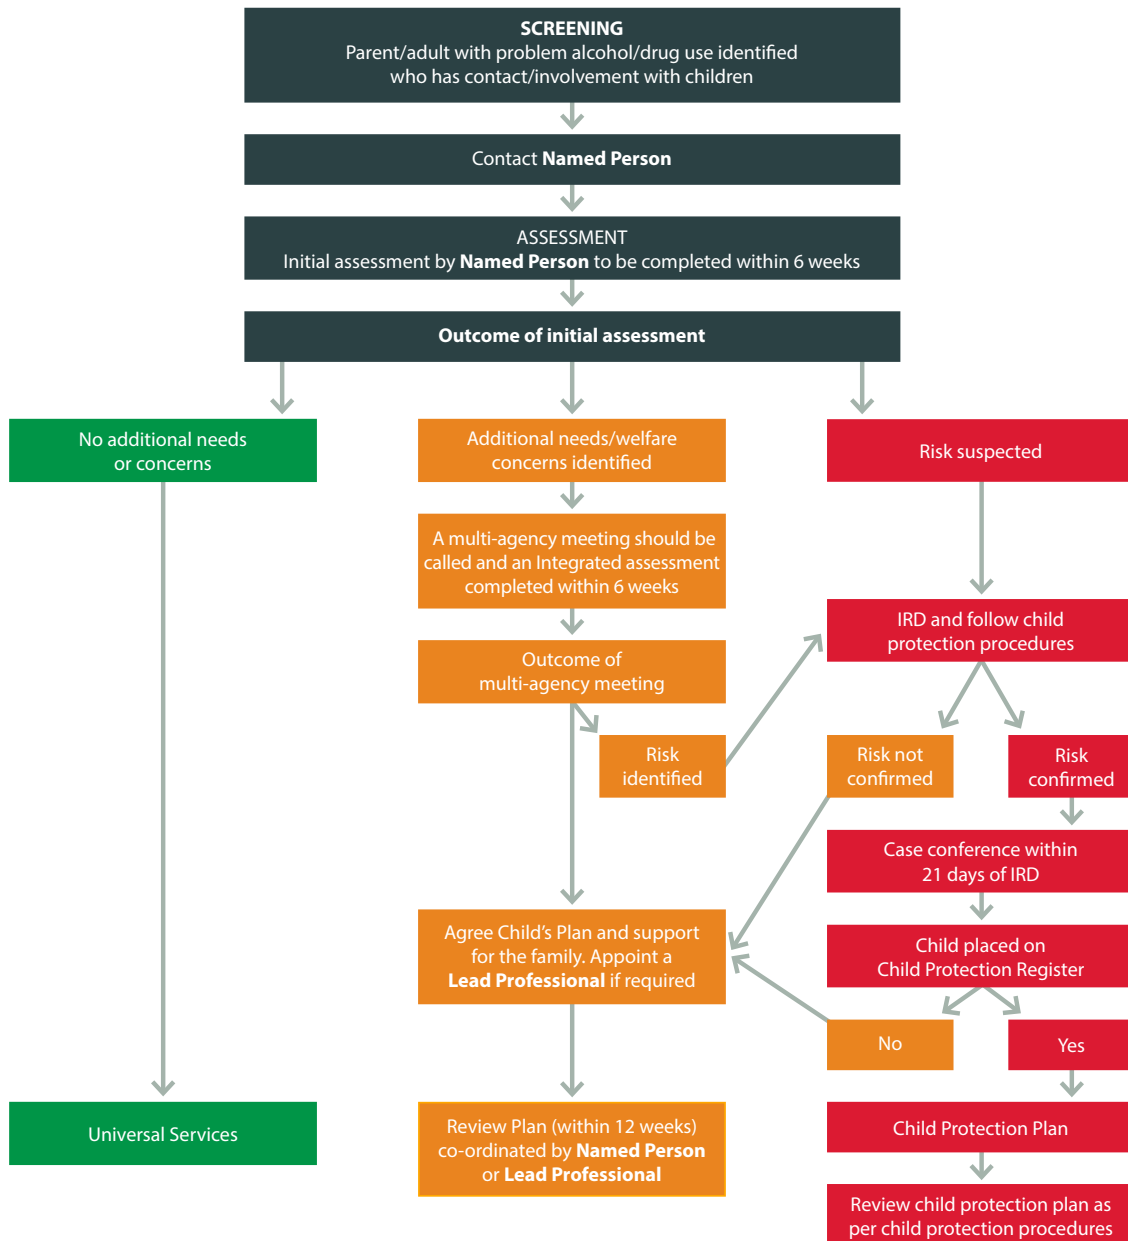 SCREENING
Parent/adult with problem alcohol/drug use identified
who has contact/involvement with children
Contact Named Person
ASSESSMENT
Initial assessment by Named Person to be completed within 6 weeks
Outcome of initial assessment
No additional needs
or concerns
Additional needs/welfare
concerns identified
Risk suspected
A multi-agency meeting should be
called and an Integrated assessment
completed within 6 weeks
IRD and follow child
protection procedures
Outcome of
multi-agency meeting
Risk
identified
Risk not
confirmed
Risk
confirmed
Case conference within
21 days of IRD
Agree Child’s Plan and support
for the family. Appoint a
Lead Professional if required
Child placed on
Child Protection Register
No
Yes
Universal Services
Review Plan (within 12 weeks)
co-ordinated by Named Person
or Lead Professional
Child Protection Plan
Review child protection plan as
per child protection procedures